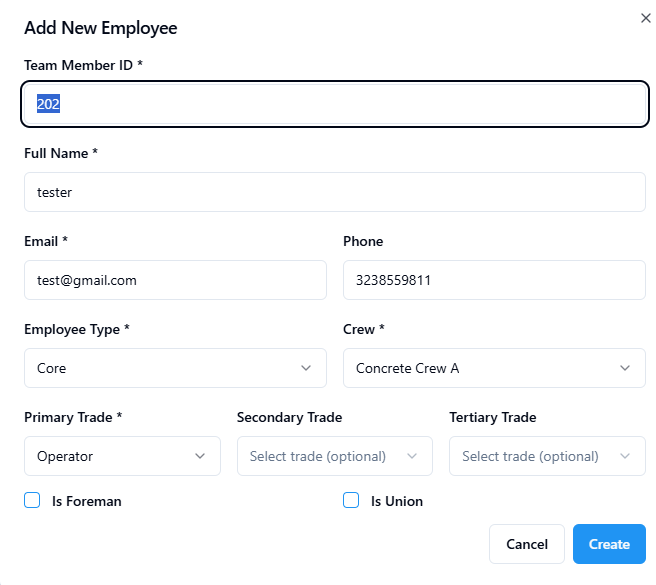 Add New Employee
Team Member ID *
202
Full Name *
tester
Email * Phone
test@gmail.com 3238559811
Employee Type * Crew *
Core Concrete Crew A
Primary Trade * Secondary Trade Tertiary Trade
Operator Select trade (optional) Select trade (optional)
Is Foreman Is Union
Cancel Create